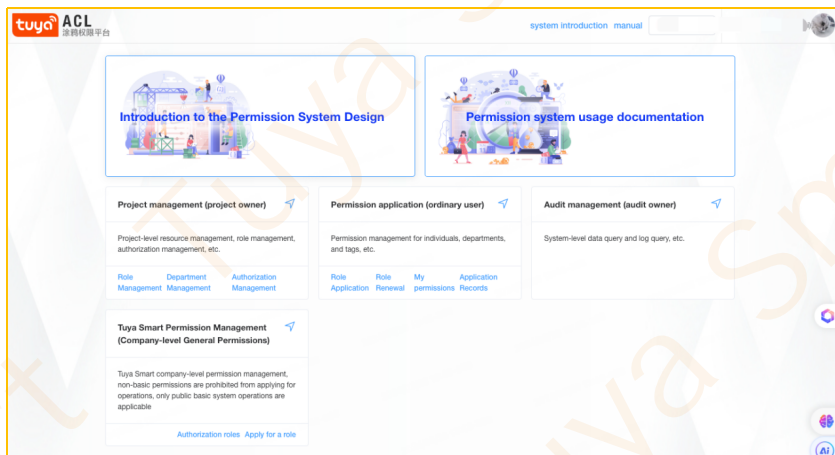 tuya ACL
涂鸦权限平台
system introduction manual
Introduction to the Permission System Design
Permission system usage documentation
Project management (project owner)
Project-level resource management, role management,
authorization management, etc.
Role Management
Department Management
Authorization Management
Permission application (ordinary user)
Permission management for individuals, departments,
and tags, etc.
Role Application
Role Renewal
My permissions
Application Records
Audit management (audit owner)
System-level data query and log query, etc.
Tuya Smart Permission Management
(Company-level General Permissions)
Tuya Smart company-level permission management,
non-basic permissions are prohibited from applying for
operations, only public basic system operations are
applicable
Authorization roles Apply for a role
Ai
Tuya Sm
t
Tuya Sm